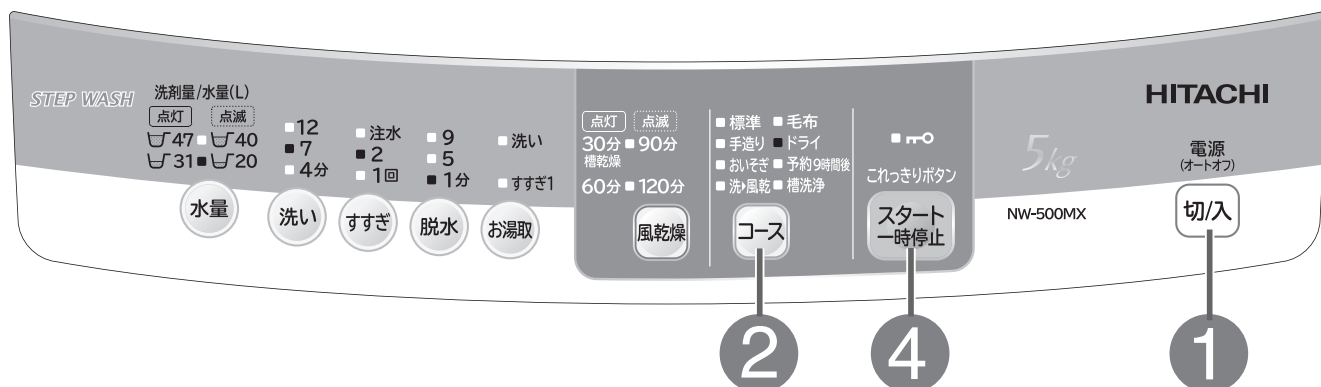 STEP WASH
洗剤量/水量(L)
点灯 点滅
47 40
31 20
水量
12
7
4分
洗い
注水
2
1回
すすぎ
9
5
1分
脱水
洗い
すすぎ1
お湯取
点灯 点滅
30分 90分
槽乾燥
60分 120分
風乾燥
標準 毛布
手造り ドライ
おいそぎ 予約9時間後
洗▶風乾 槽洗浄
コース
これっきりボタン
スタート
一時停止
5kg
NW-500MX
HITACHI
電源
(オートオフ)
切/入
2
4
1